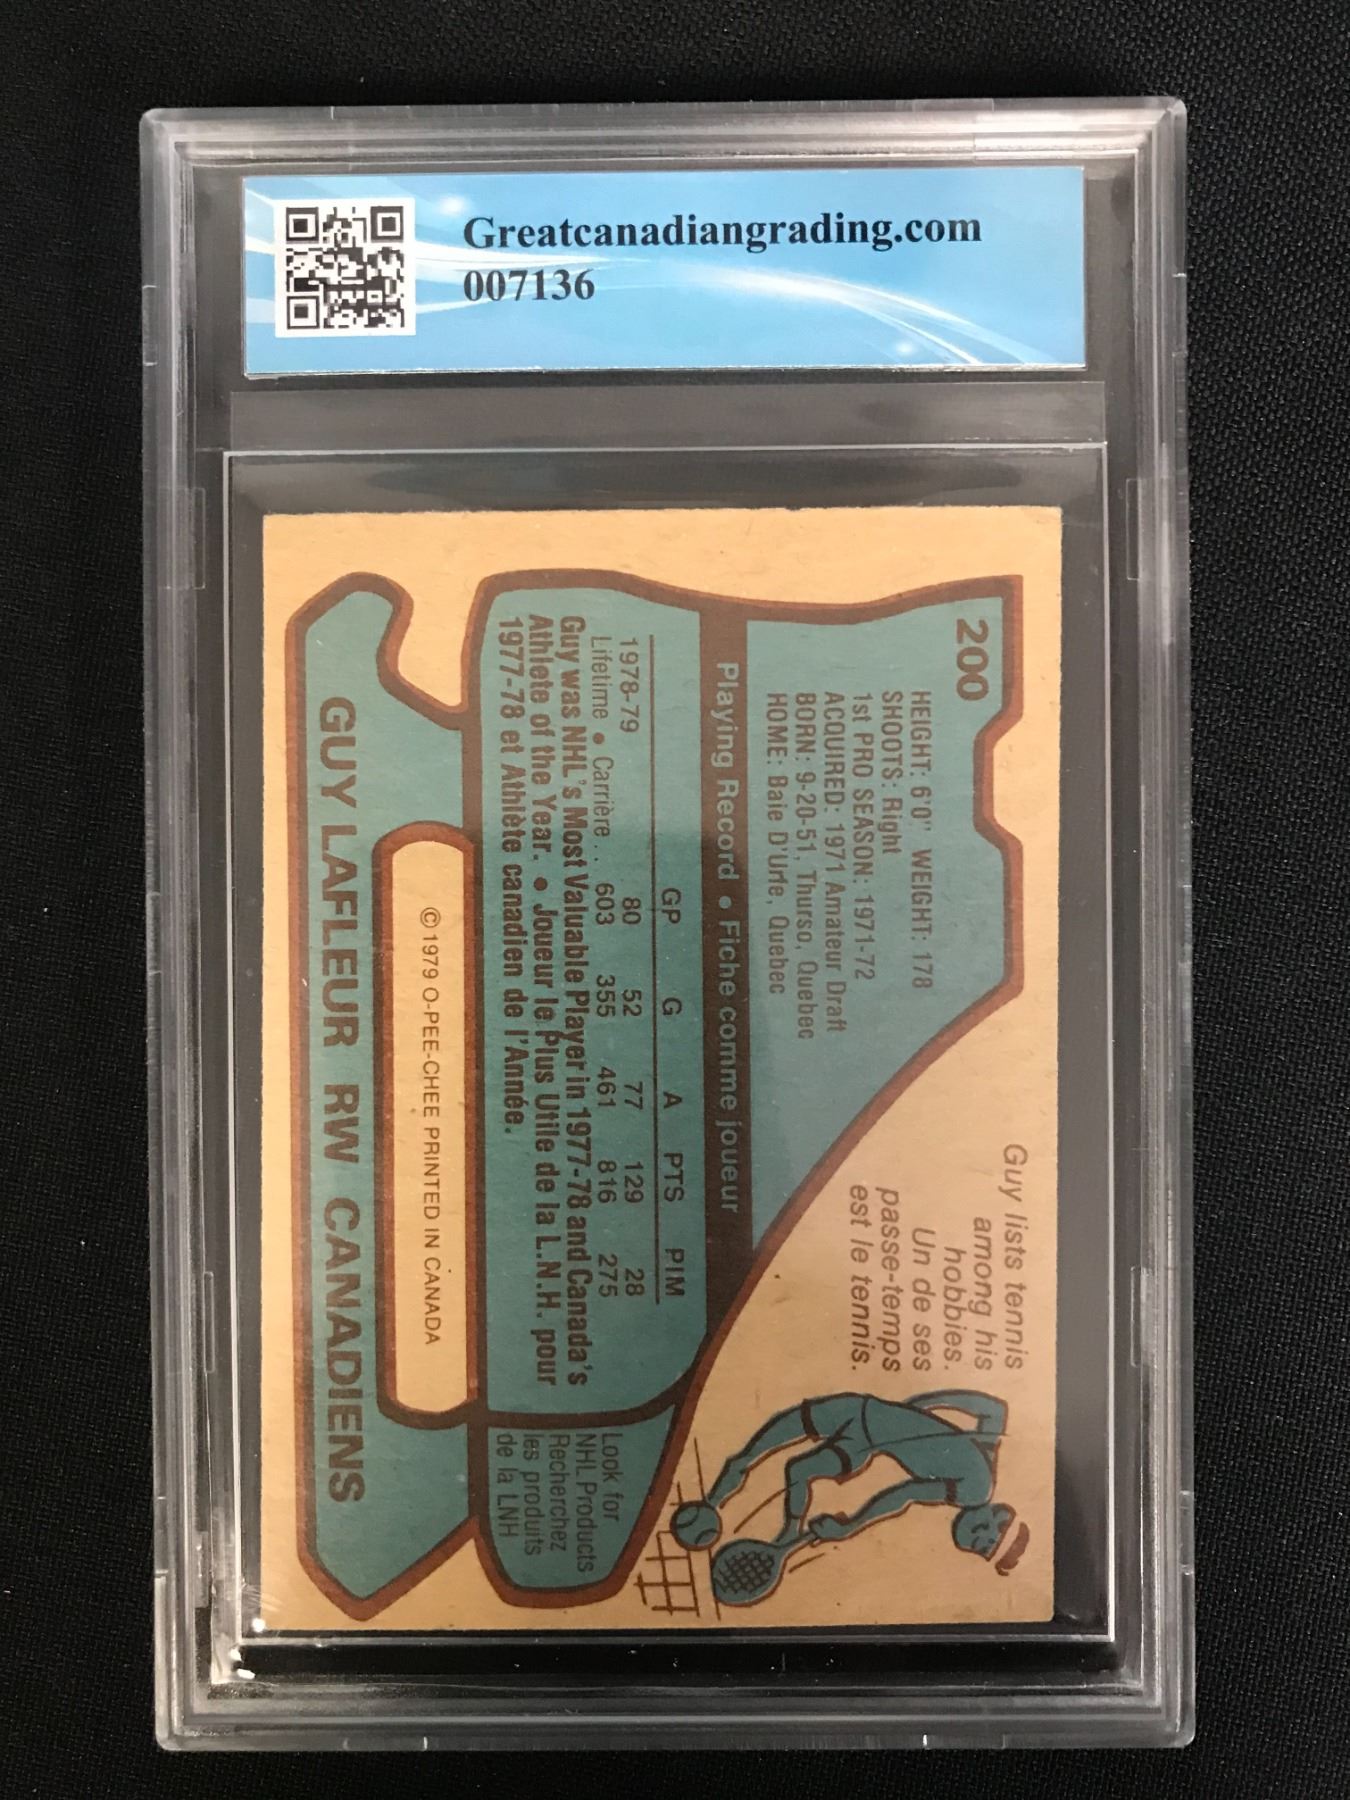 Greatcanadiangrading.com
007136
200
HEIGHT: 6'0" WEIGHT: 178
SHOOTS: Right
1st PRO SEASON: 1971-72
ACQUIRED: 1971 Amateur Draft
BORN: 9-20-51, Thurso, Quebec
HOME: Baie D'Urfe, Quebec
Guy lists tennis
among his
hobbies.
Un de ses
passe-temps
est le tennis.
Playing Record • Fiche comme joueur
GP G A PTS PIM
1978-79 80 52 77 129 28
Lifetime • Carrière . . 603 355 461 816 275
Guy was NHL's Most Valuable Player in 1977-78 and Canada's
Athlete of the Year. • Joueur le Plus Utile de la L.N.H. pour
1977-78 et Athlète canadien de l'Année.
Look for
NHL Products
Recherchez
les produits
de la LNH
© 1979 O-PEE-CHEE PRINTED IN CANADA
GUY LAFLEUR RW CANADIENS